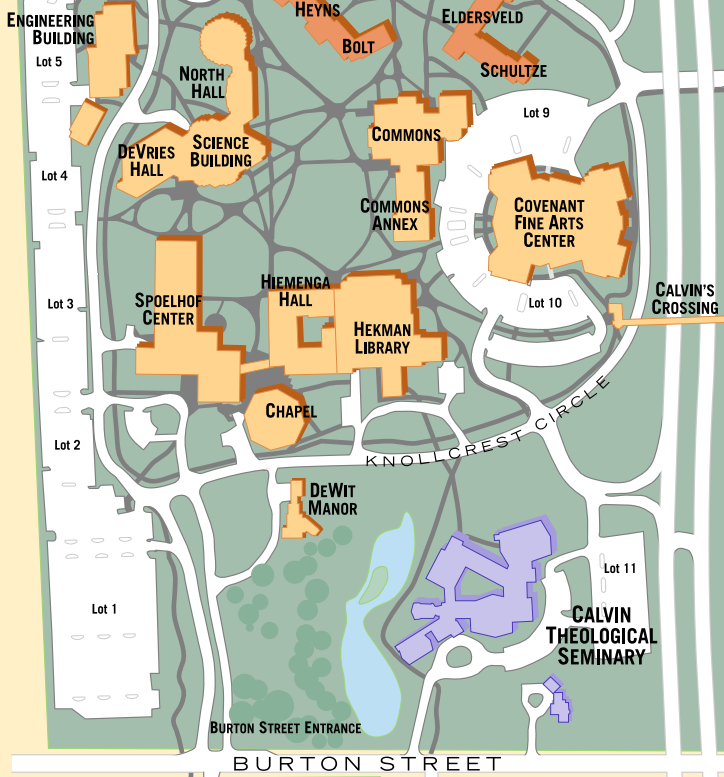 HEYNS
BOLT
ELDERSVELD
SCHULTZE
ENGINEERING
BUILDING
Lot 5
NORTH
HALL
Lot 9
COMMONS
DEVRIES
HALL
SCIENCE
BUILDING
Lot 4
COMMONS
ANNEX
COVENANT
FINE ARTS
CENTER
HIEMENGA
HALL
CALVIN'S
CROSSING
Lot 3
SPOELHOF
CENTER
Lot 10
HEKMAN
LIBRARY
CHAPEL
KNOLLCREST CIRCLE
Lot 2
DEWIT
MANOR
Lot 11
Lot 1
CALVIN
THEOLOGICAL
SEMINARY
BURTON STREET ENTRANCE
BURTON STREET